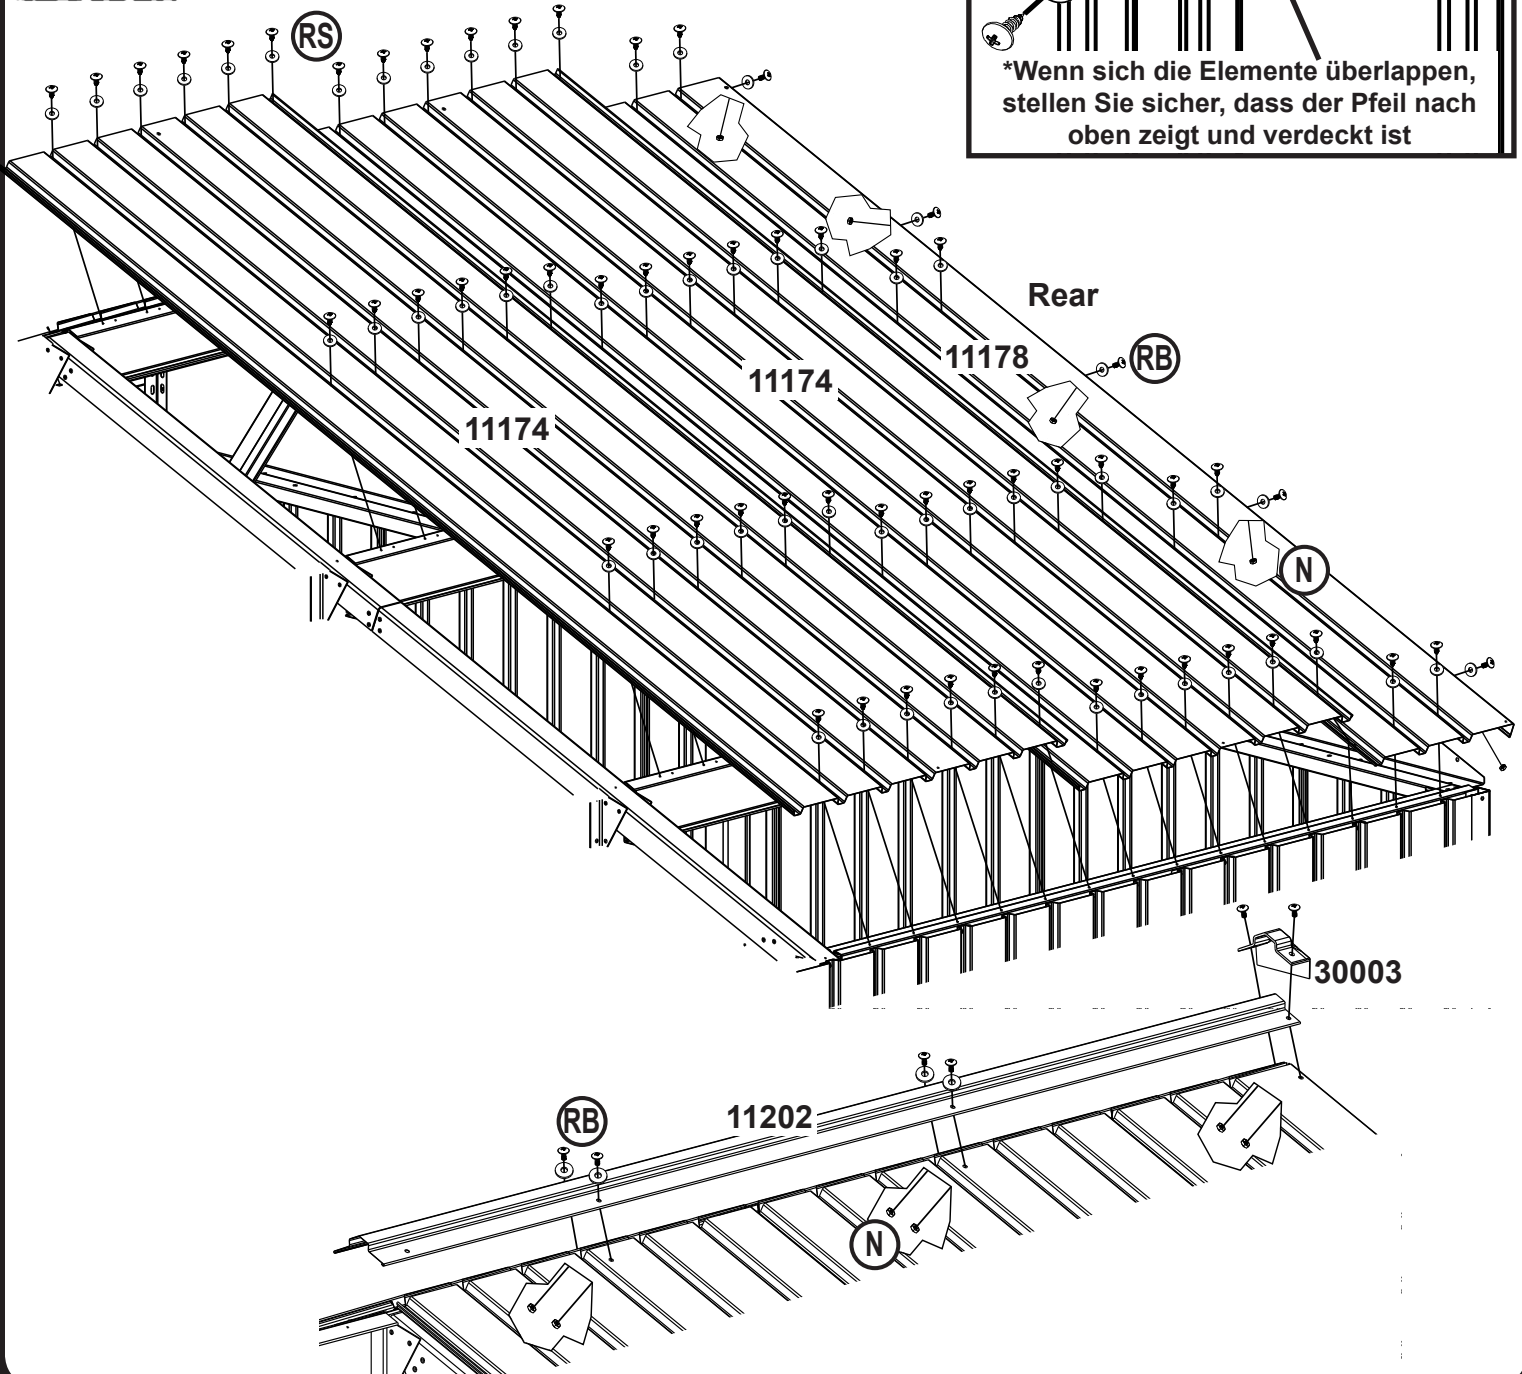 RS
*Wenn sich die Elemente überlappen,
stellen Sie sicher, dass der Pfeil nach
oben zeigt und verdeckt ist
Rear
11178
RB
11174
11174
N
30003
11202
RB
N